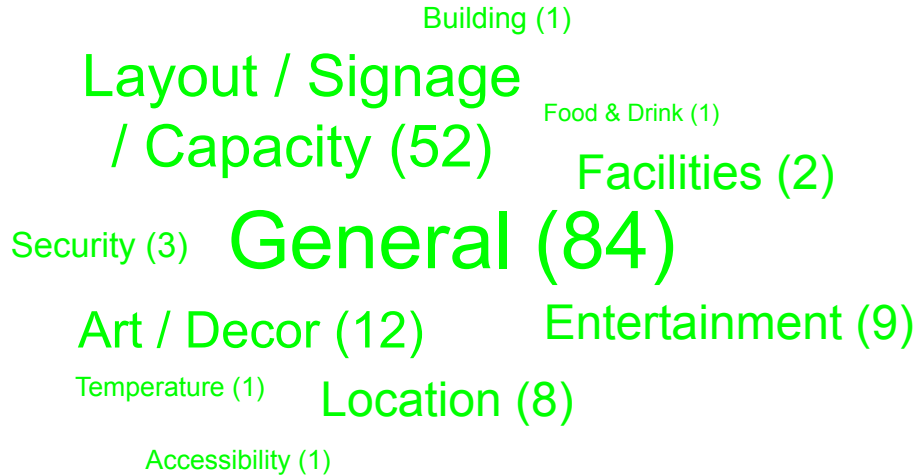 Building (1)
Layout / Signage
/ Capacity (52)
Food & Drink (1)
Facilities (2)
Security (3)
General (84)
Art / Decor (12)
Entertainment (9)
Temperature (1)
Location (8)
Accessibility (1)